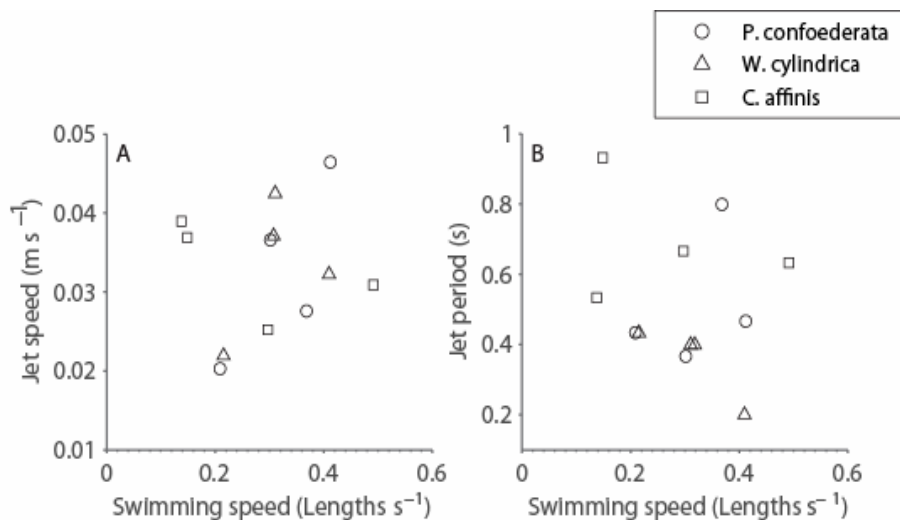 P. confoederata
W. cylindrica
C. affinis
A
0.05
0.04
0.03
0.02
0.01
0
0.2
0.4
0.6
Jet speed (m s⁻¹)
Swimming speed (Lengths s⁻¹)
B
1
0.8
0.6
0.4
0.2
0
0.2
0.4
0.6
Jet period (s)
Swimming speed (Lengths s⁻¹)